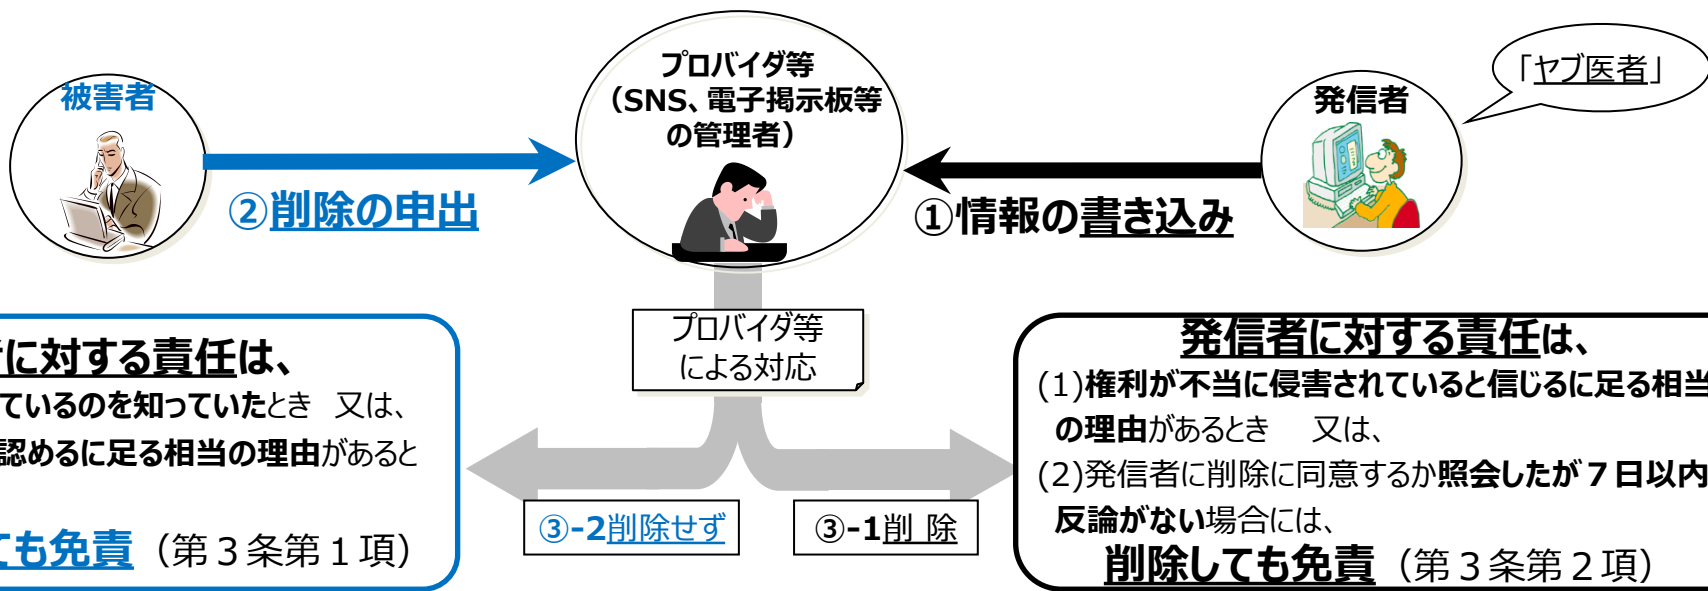 被害者
プロバイダ等
（SNS、電子掲示板等
の管理者）
発信者
「ヤブ医者」
②削除の申出
①情報の書き込み
プロバイダ等
による対応
に対する責任は、
ているのを知っていたとき 又は、
認めるに足る相当の理由があると
ても免責（第３条第１項）
③-2削除せず
③-1削 除
発信者に対する責任は、
(1)権利が不当に侵害されていると信じるに足る相当
の理由があるとき 又は、
(2)発信者に削除に同意するか照会したが７日以内
反論がない場合には、
削除しても免責（第３条第２項）